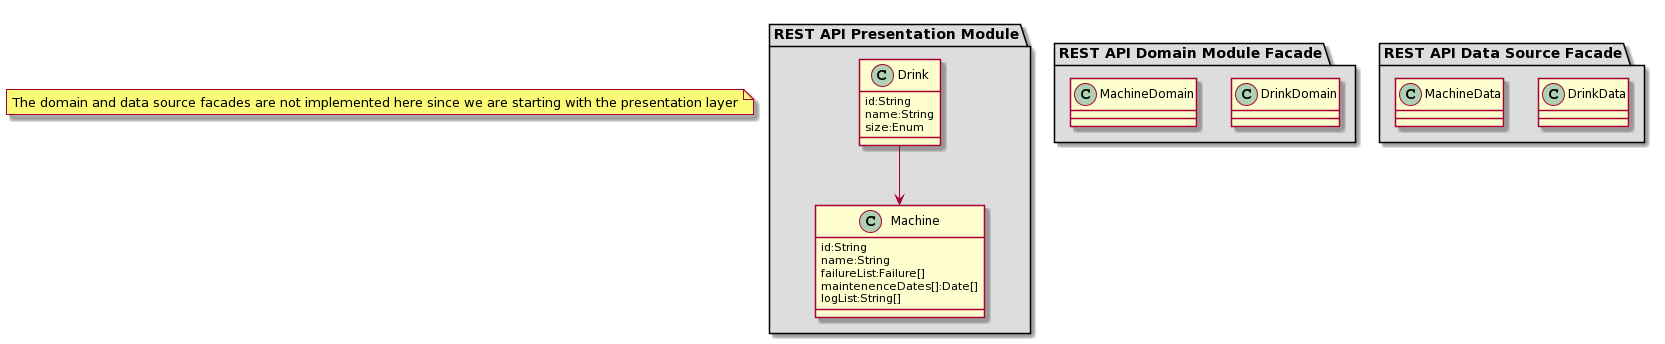 The domain and data source facades are not implemented here since we are starting with the presentation layer
REST API Presentation Module
C Drink
id:String
name:String
size:Enum
C Machine
id:String
name:String
failureList:Failure[]
maintenenceDates[]:Date[]
logList:String[]
REST API Domain Module Facade
C MachineDomain
C DrinkDomain
REST API Data Source Facade
C MachineData
C DrinkData